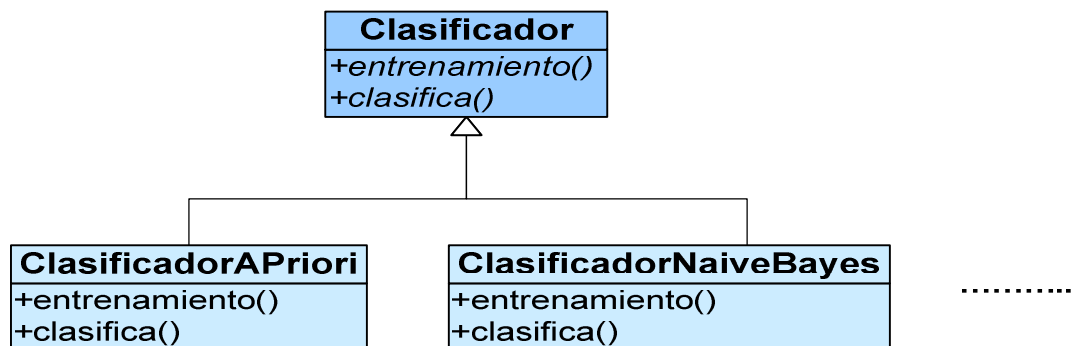 Clasificador
+entrenamiento()
+clasifica()
ClasificadorAPriori
+entrenamiento()
+clasifica()
ClasificadorNaiveBayes
+entrenamiento()
+clasifica()